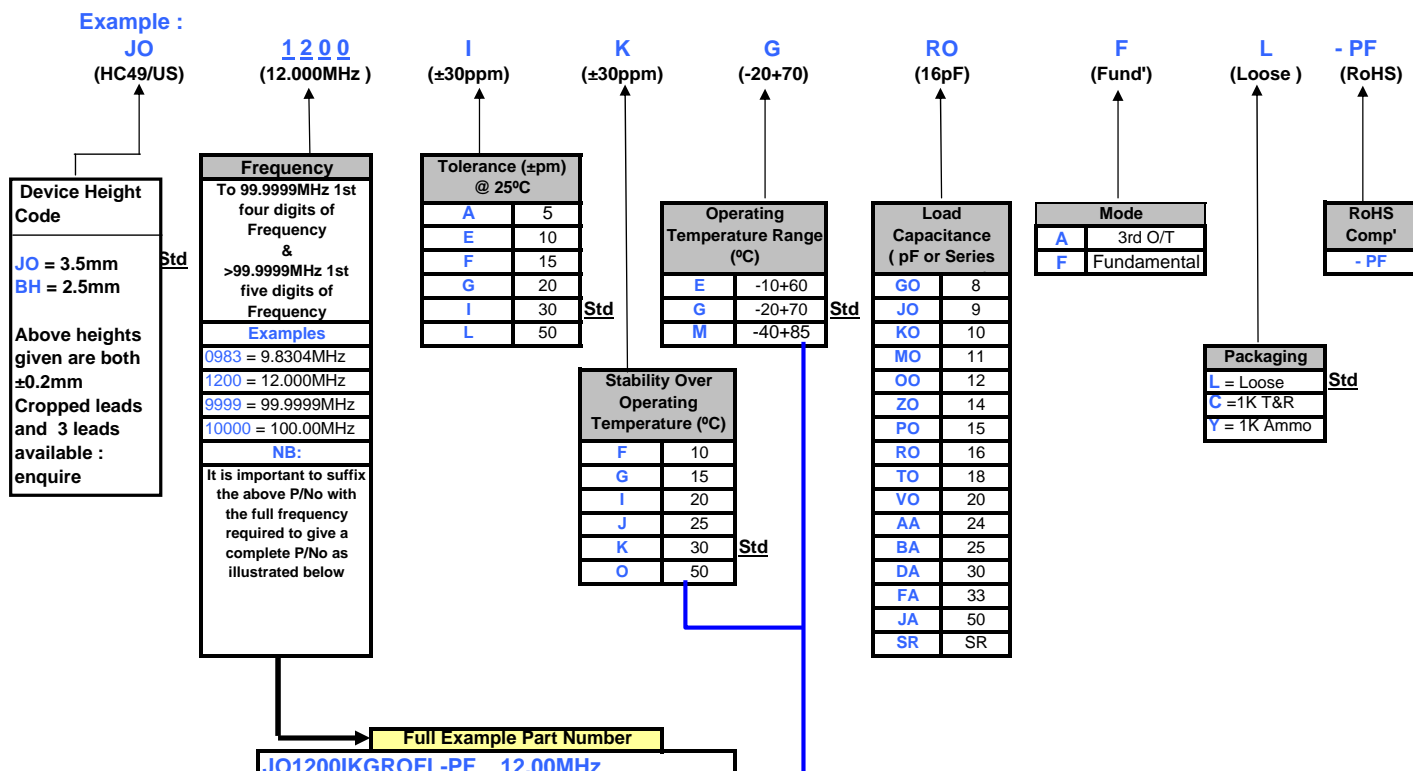 Example :
JO 1200 I K G RO F L - PF
(HC49/US) (12.000MHz ) (±30ppm) (±30ppm) (-20+70) (16pF) (Fund') (Loose ) (RoHS)
Device Height
Code
JO = 3.5mm Std
BH = 2.5mm
Above heights
given are both
±0.2mm
Cropped leads
and 3 leads
available :
enquire
Frequency
To 99.9999MHz 1st
four digits of
Frequency
&
>99.9999MHz 1st
five digits of
Frequency
Examples
0983 = 9.8304MHz
1200 = 12.000MHz
9999 = 99.9999MHz
10000 = 100.00MHz
NB:
It is important to suffix
the above P/No with
the full frequency
required to give a
complete P/No as
illustrated below
Tolerance (±pm)
@ 25ºC
A 5
E 10
F 15
G 20
I 30 Std
L 50
Stability Over
Operating
Temperature (ºC)
F 10
G 15
I 20
J 25
K 30 Std
O 50
Operating
Temperature Range
(ºC)
E -10+60
G -20+70 Std
M -40+85
Load
Capacitance
( pF or Series
GO 8
JO 9
KO 10
MO 11
OO 12
ZO 14
PO 15
RO 16
TO 18
VO 20
AA 24
BA 25
DA 30
FA 33
JA 50
SR SR
Mode
A 3rd O/T
F Fundamental
Packaging
L = Loose Std
C =1K T&R
Y = 1K Ammo
RoHS
Comp'
- PF
Full Example Part Number
JO1200IKGROFL-PF 12.00MHz